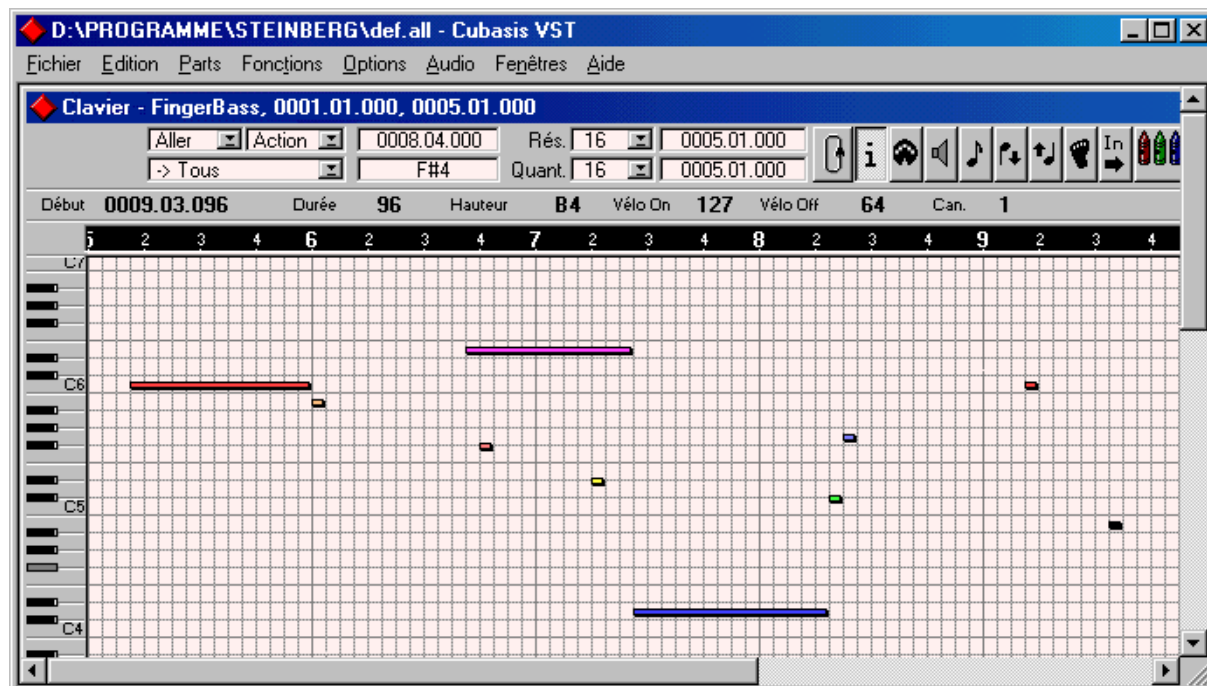 D:\PROGRAMME\STEINBERG\def.all - Cubasis VST
Fichier Edition Parts Fonctions Options Audio Fenêtres Aide
Clavier - FingerBass, 0001.01.000, 0005.01.000
Aller Action 0008.04.000 Rés. 16 0005.01.000
-> Tous F#4 Quant. 16 0005.01.000
i In
Début 0009.03.096 Durée 96 Hauteur B4 Vélo On 127 Vélo Off 64 Can. 1
5 2 3 4 6 2 3 4 7 2 3 4 8 2 3 4 9 2 3 4
C7
C6
C5
C4